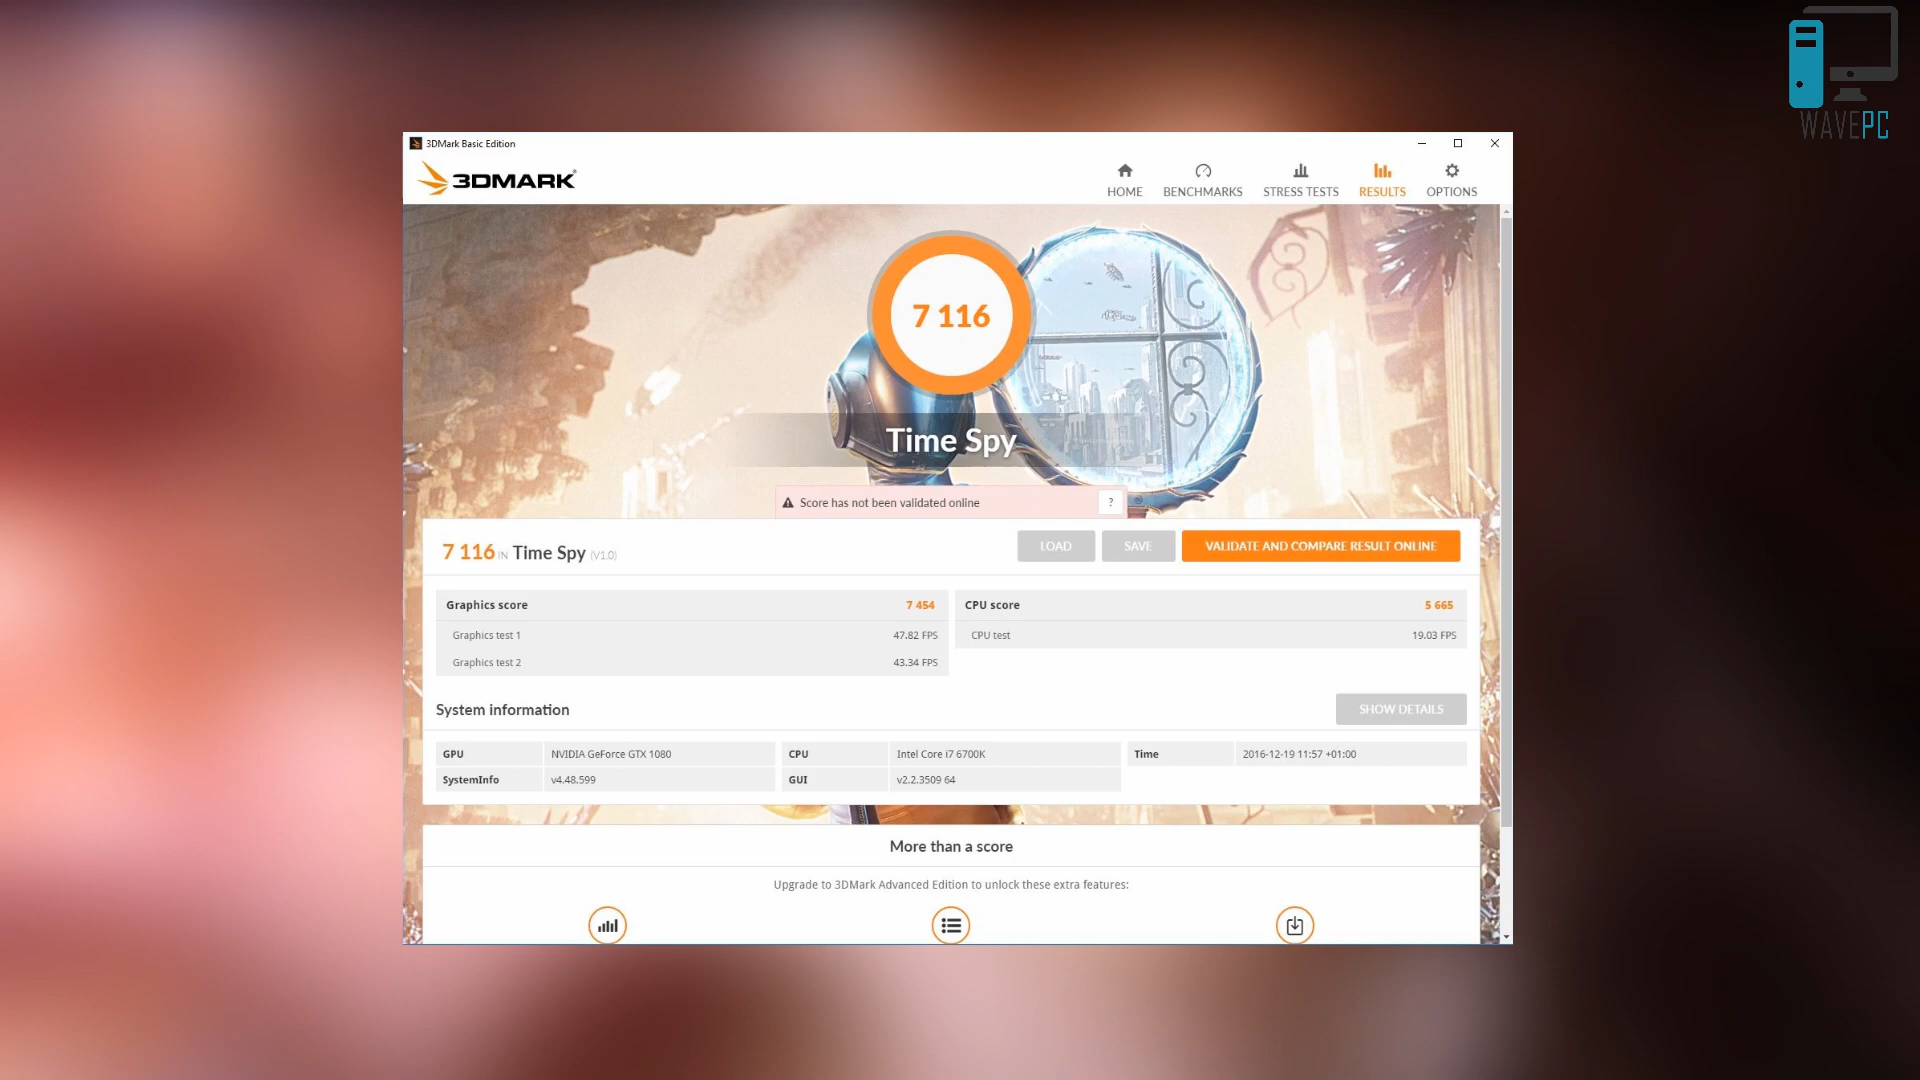 WAVEPC
3DMark Basic Edition
3DMARK
HOME
BENCHMARKS
STRESS TESTS
RESULTS
OPTIONS
7 116
Time Spy
Score has not been validated online
?
7 116 IN Time Spy (V1.0)
LOAD
SAVE
VALIDATE AND COMPARE RESULT ONLINE
Graphics score 7 454
Graphics test 1 47.82 FPS
Graphics test 2 43.34 FPS
CPU score 5 665
CPU test 19.03 FPS
System information
SHOW DETAILS
GPU NVIDIA GeForce GTX 1080 CPU Intel Core i7 6700K Time 2016-12-19 11:57 +01:00
SystemInfo v4.48.599 GUI v2.2.3509 64
More than a score
Upgrade to 3DMark Advanced Edition to unlock these extra features: